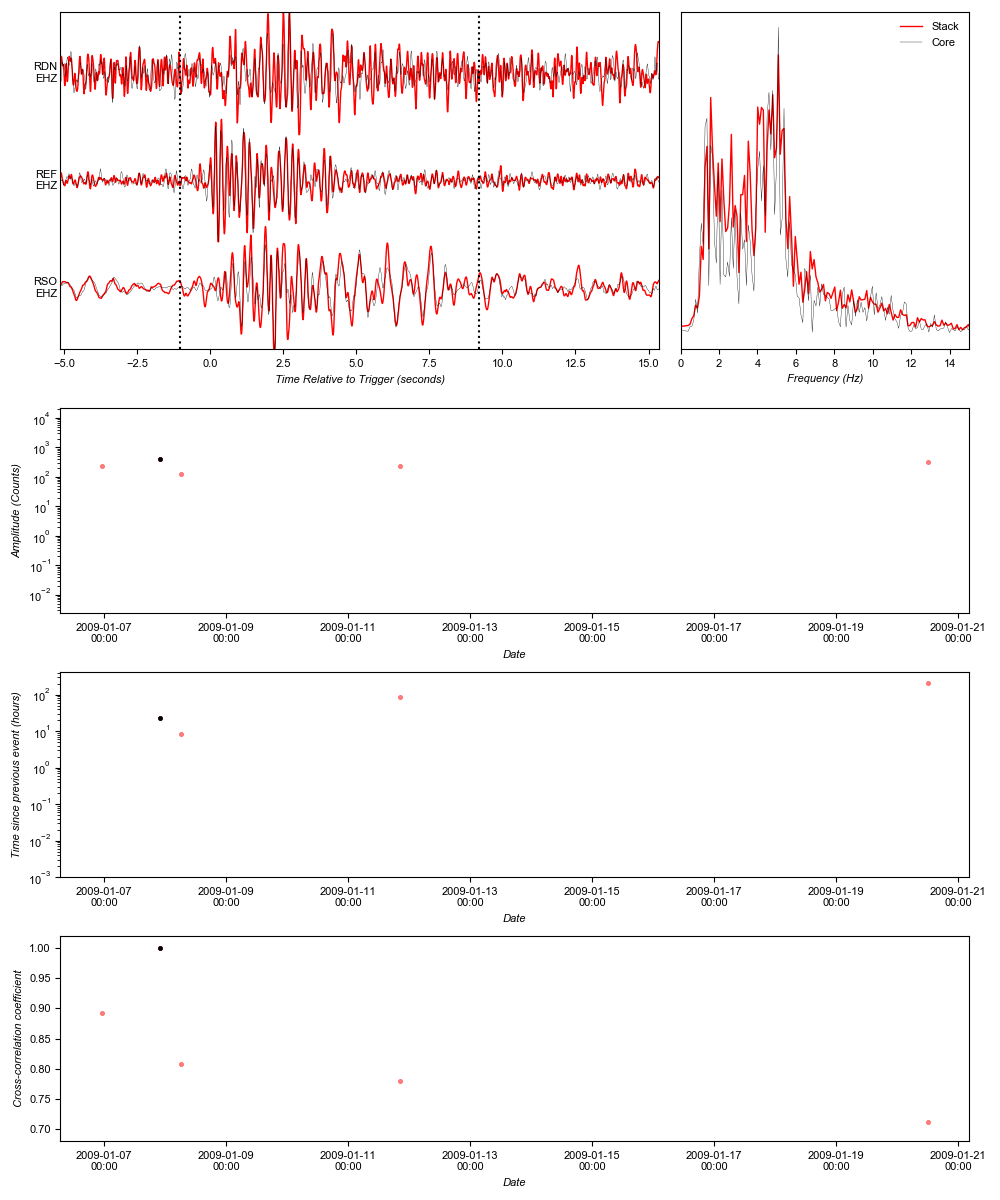 RDN
EHZ
REF
EHZ
RSO
EHZ
−5.0 −2.5 0.0 2.5 5.0 7.5 10.0 12.5 15.0
Time Relative to Trigger (seconds)
Stack
Core
0 2 4 6 8 10 12 14
Frequency (Hz)
Amplitude (Counts)
10⁴
10³
10²
10¹
10⁰
10⁻¹
10⁻²
2009-01-07 2009-01-09 2009-01-11 2009-01-13 2009-01-15 2009-01-17 2009-01-19 2009-01-21
00:00 00:00 00:00 00:00 00:00 00:00 00:00 00:00
Date
Time since previous event (hours)
10²
10¹
10⁰
10⁻¹
10⁻²
10⁻³
2009-01-07 2009-01-09 2009-01-11 2009-01-13 2009-01-15 2009-01-17 2009-01-19 2009-01-21
00:00 00:00 00:00 00:00 00:00 00:00 00:00 00:00
Date
Cross-correlation coefficient
1.00
0.95
0.90
0.85
0.80
0.75
0.70
2009-01-07 2009-01-09 2009-01-11 2009-01-13 2009-01-15 2009-01-17 2009-01-19 2009-01-21
00:00 00:00 00:00 00:00 00:00 00:00 00:00 00:00
Date